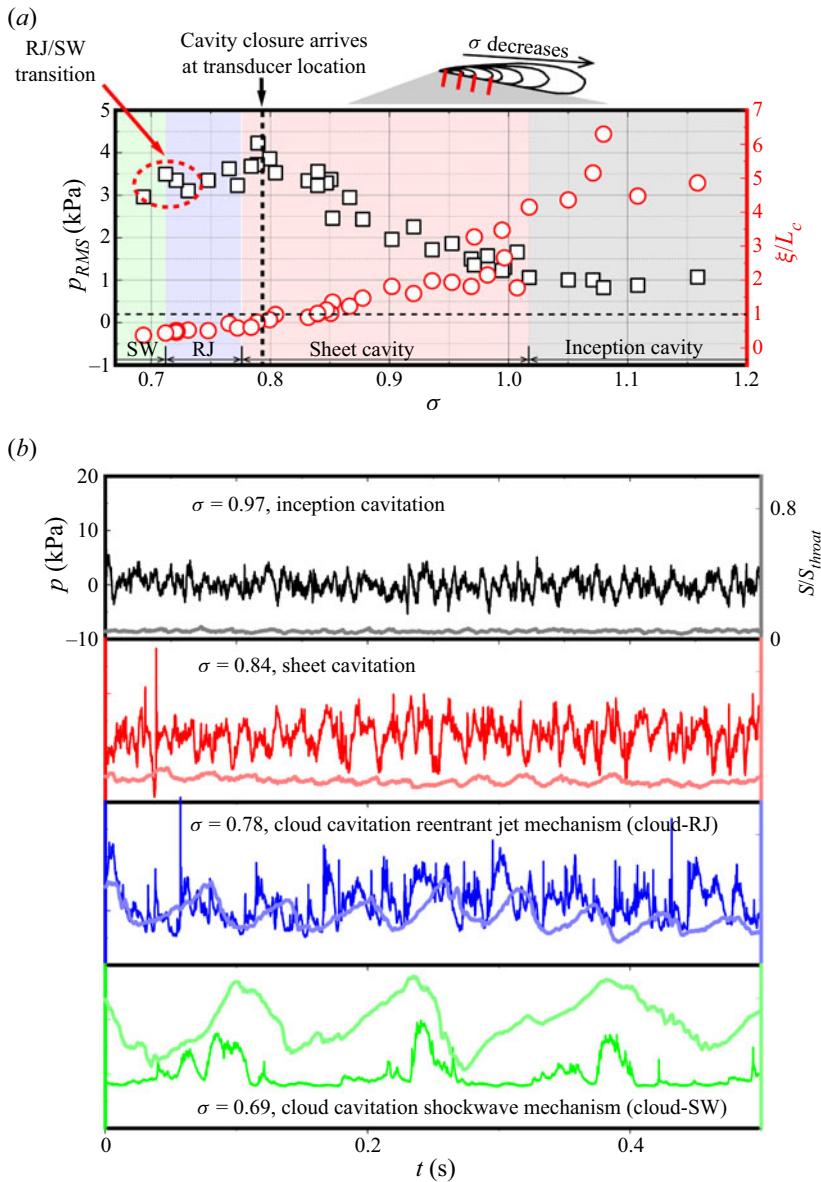 (a)
RJ/SW
transition
Cavity closure arrives
at transducer location
σ decreases
5
4
3
2
1
0
−1
p_RMS (kPa)
7
6
5
4
3
2
1
0
ξ/L_c
SW
RJ
Sheet cavity
Inception cavity
0.7
0.8
0.9
1.0
1.1
1.2
σ
(b)
20
10
0
−10
p (kPa)
σ = 0.97, inception cavitation
0.8
0
S/S_throat
σ = 0.84, sheet cavitation
σ = 0.78, cloud cavitation reentrant jet mechanism (cloud-RJ)
σ = 0.69, cloud cavitation shockwave mechanism (cloud-SW)
0
0.2
0.4
t (s)